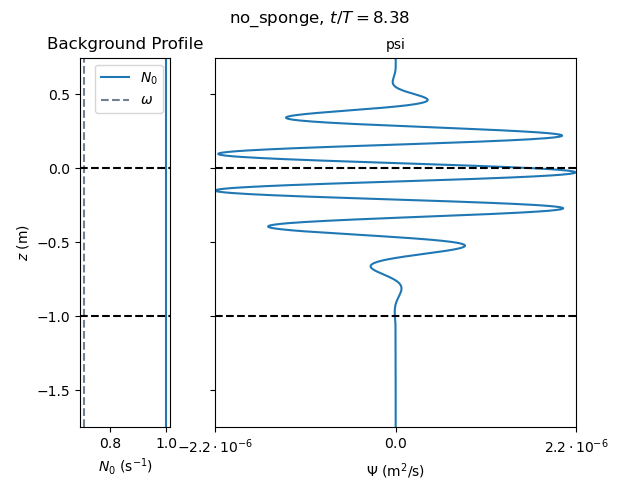 no_sponge, t/T = 8.38
Background Profile
psi
N₀
ω
0.5
0.0
−0.5
−1.0
−1.5
z (m)
0.8
1.0
N₀ (s⁻¹)
−2.2 · 10⁻⁶
0.0
2.2 · 10⁻⁶
Ψ (m²/s)